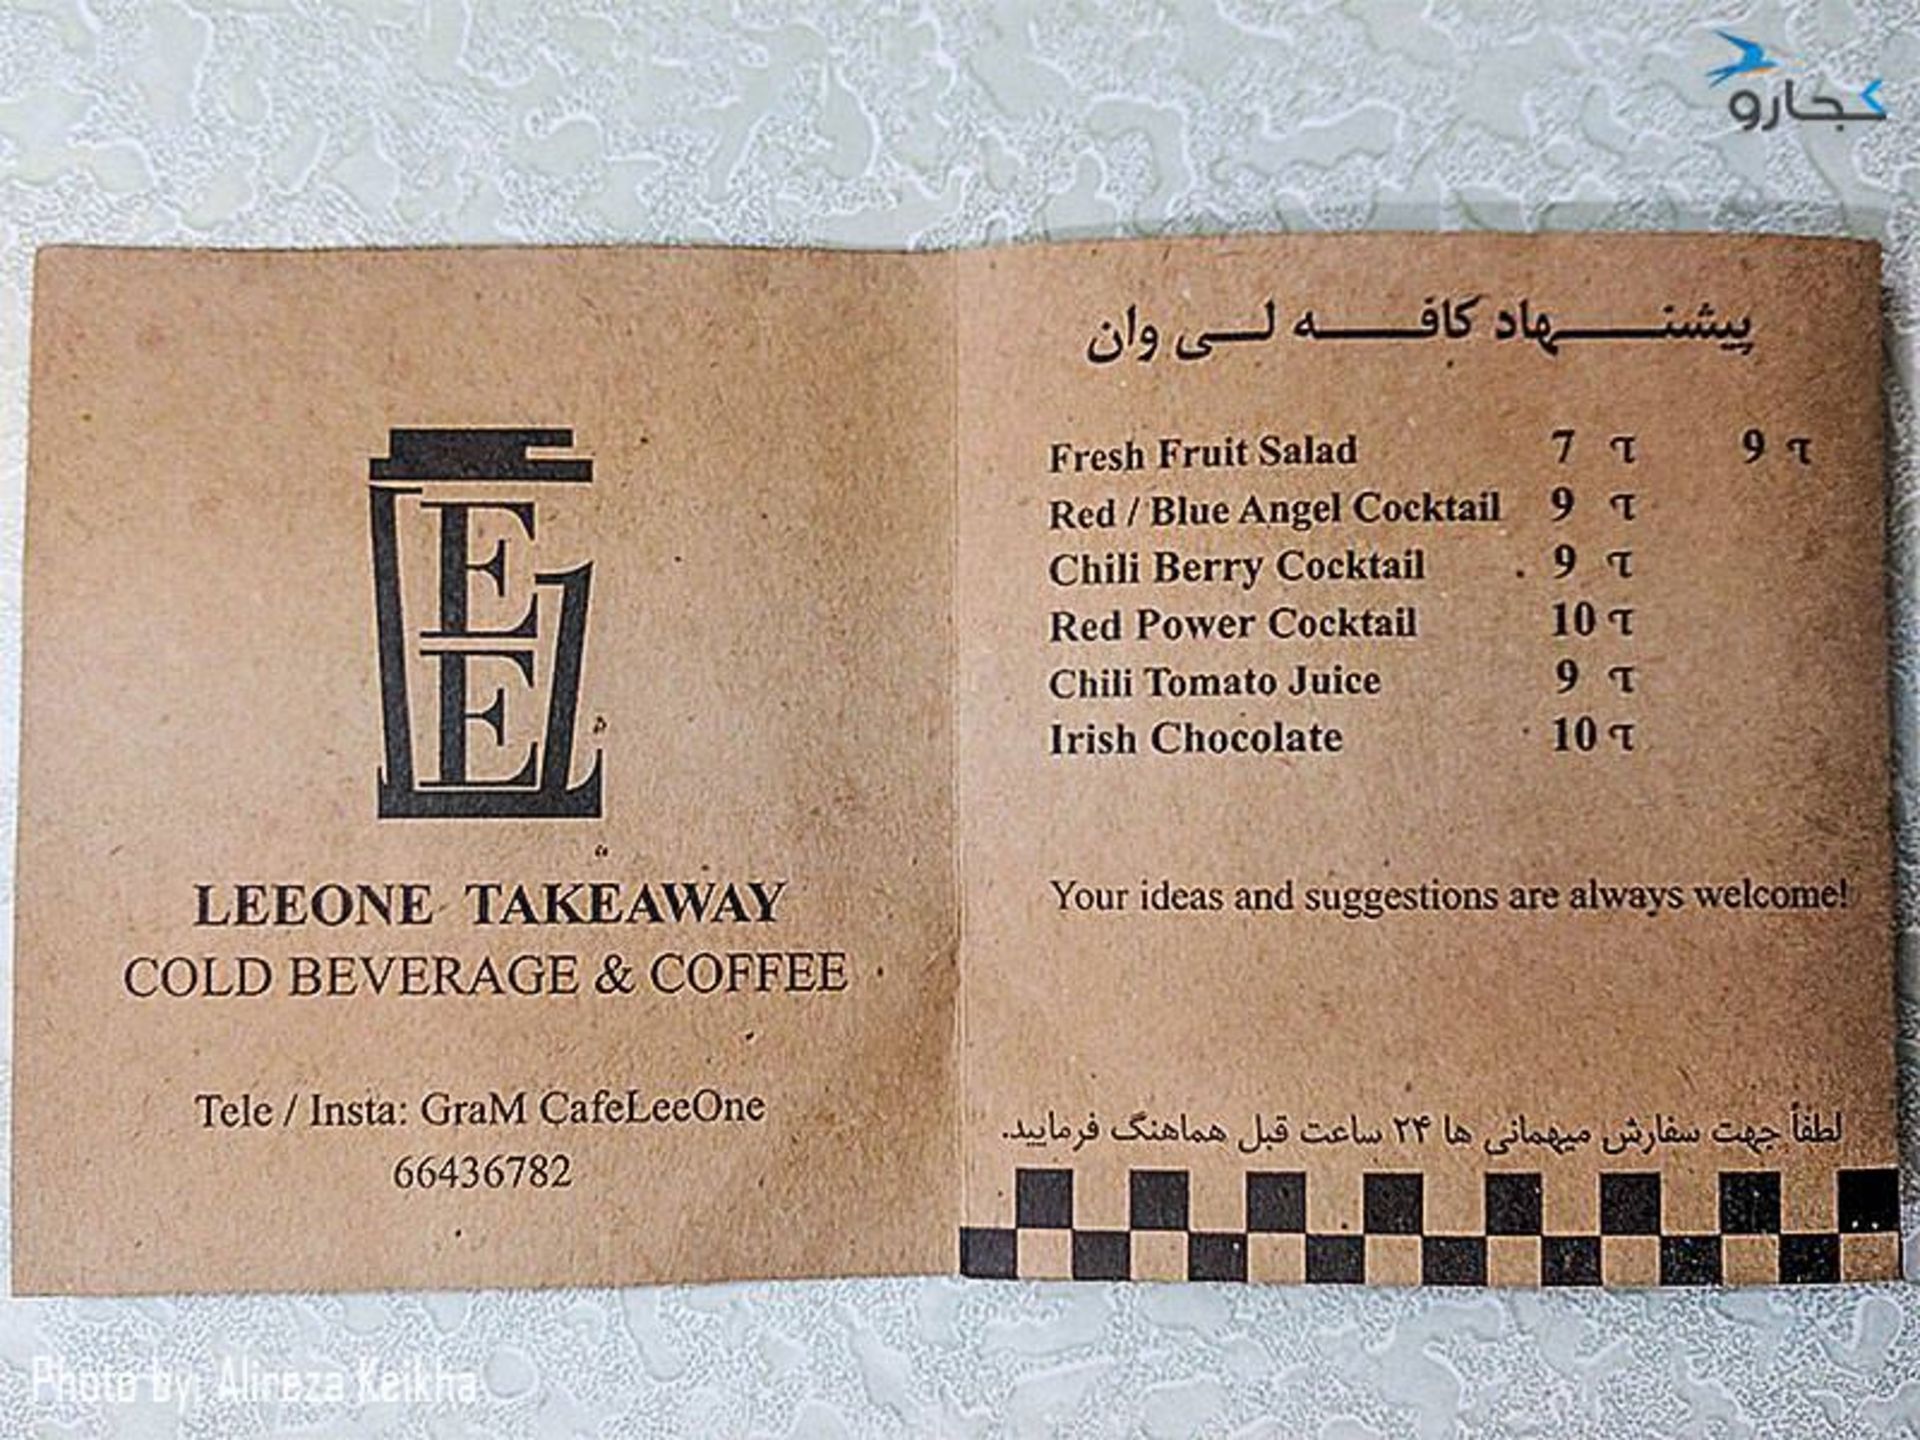 کجارو
EE
LEEONE TAKEAWAY
COLD BEVERAGE & COFFEE
Tele / Insta: GraM CafeLeeOne
66436782
پیشنهاد کافه لی وان
Fresh Fruit Salad 7 T 9 T
Red / Blue Angel Cocktail 9 T
Chili Berry Cocktail 9 T
Red Power Cocktail 10 T
Chili Tomato Juice 9 T
Irish Chocolate 10 T
Your ideas and suggestions are always welcome!
لطفاً جهت سفارش میهمانی ها ۲۴ ساعت قبل هماهنگ فرمایید.
Photo by: Alireza Keikha